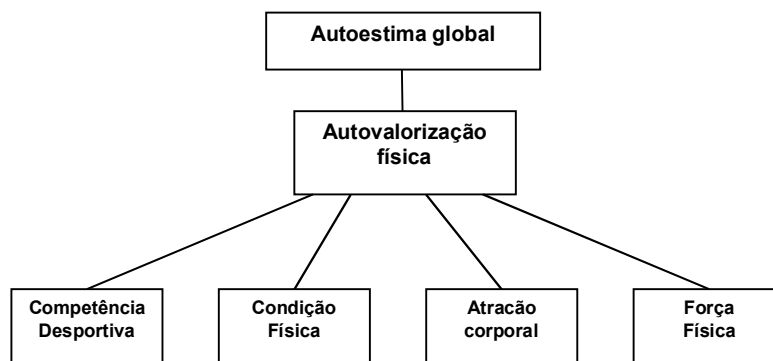 Autoestima global
Autovalorização
física
Competência
Desportiva
Condição
Física
Atracão
corporal
Força
Física